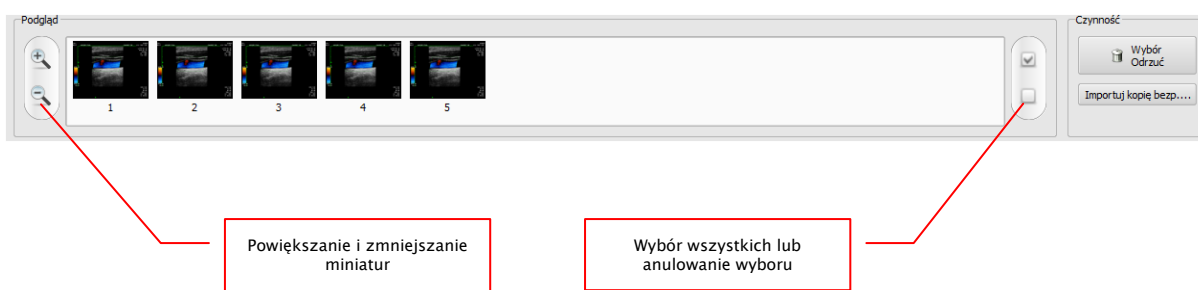 Podgląd
1 2 3 4 5
Czynność
Wybór
Odrzuć
Importuj kopię bezp....
Powiększanie i zmniejszanie
miniatur
Wybór wszystkich lub
anulowanie wyboru